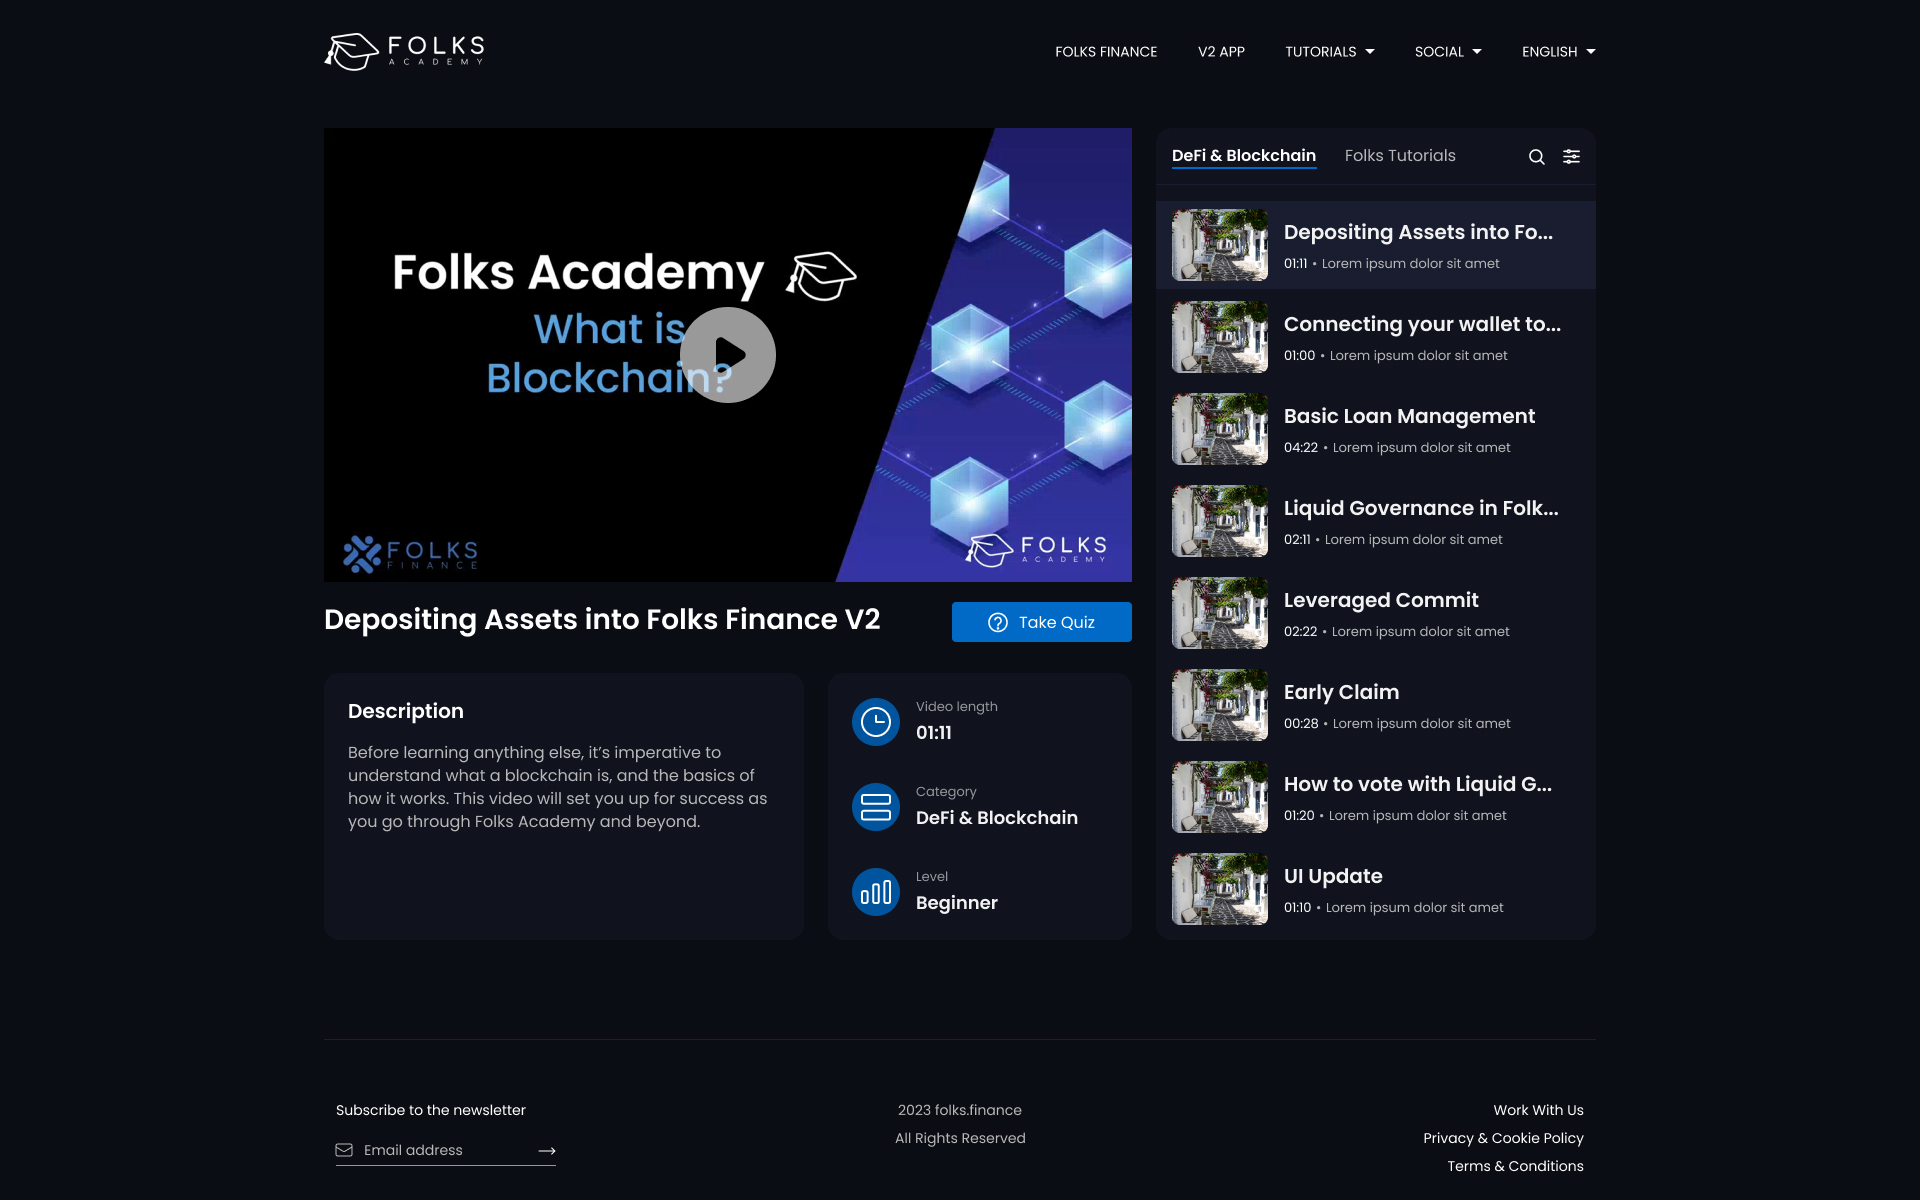 FOLKS
ACADEMY
FOLKS FINANCE
V2 APP
TUTORIALS
SOCIAL
ENGLISH
Folks Academy
What is
Blockchain?
FOLKS
FINANCE
FOLKS
ACADEMY
Depositing Assets into Folks Finance V2
Take Quiz
Description
Before learning anything else, it’s imperative to
understand what a blockchain is, and the basics of
how it works. This video will set you up for success as
you go through Folks Academy and beyond.
Video length
01:11
Category
DeFi & Blockchain
Level
Beginner
DeFi & Blockchain
Folks Tutorials
Depositing Assets into Fo...
01:11 • Lorem ipsum dolor sit amet
Connecting your wallet to...
01:00 • Lorem ipsum dolor sit amet
Basic Loan Management
04:22 • Lorem ipsum dolor sit amet
Liquid Governance in Folk...
02:11 • Lorem ipsum dolor sit amet
Leveraged Commit
02:22 • Lorem ipsum dolor sit amet
Early Claim
00:28 • Lorem ipsum dolor sit amet
How to vote with Liquid G...
01:20 • Lorem ipsum dolor sit amet
UI Update
01:10 • Lorem ipsum dolor sit amet
Subscribe to the newsletter
Email address
2023 folks.finance
All Rights Reserved
Work With Us
Privacy & Cookie Policy
Terms & Conditions